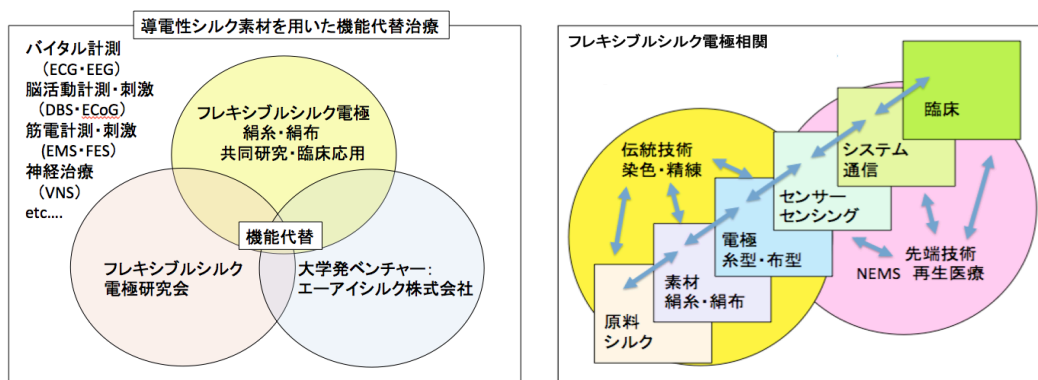 導電性シルク素材を用いた機能代替治療
バイタル計測
（ECG・EEG）
脳活動計測・刺激
（DBS・ECoG）
筋電計測・刺激
（EMS・FES）
神経治療
（VNS）
etc….
フレキシブルシルク電極
絹糸・絹布
共同研究・臨床応用
機能代替
フレキシブルシルク
電極研究会
大学発ベンチャー：
エーアイシルク株式会社
フレキシブルシルク電極相関
臨床
システム
通信
伝統技術
染色・精練
センサー
センシング
電極
糸型・布型
先端技術
NEMS 再生医療
素材
絹糸・絹布
原料
シルク